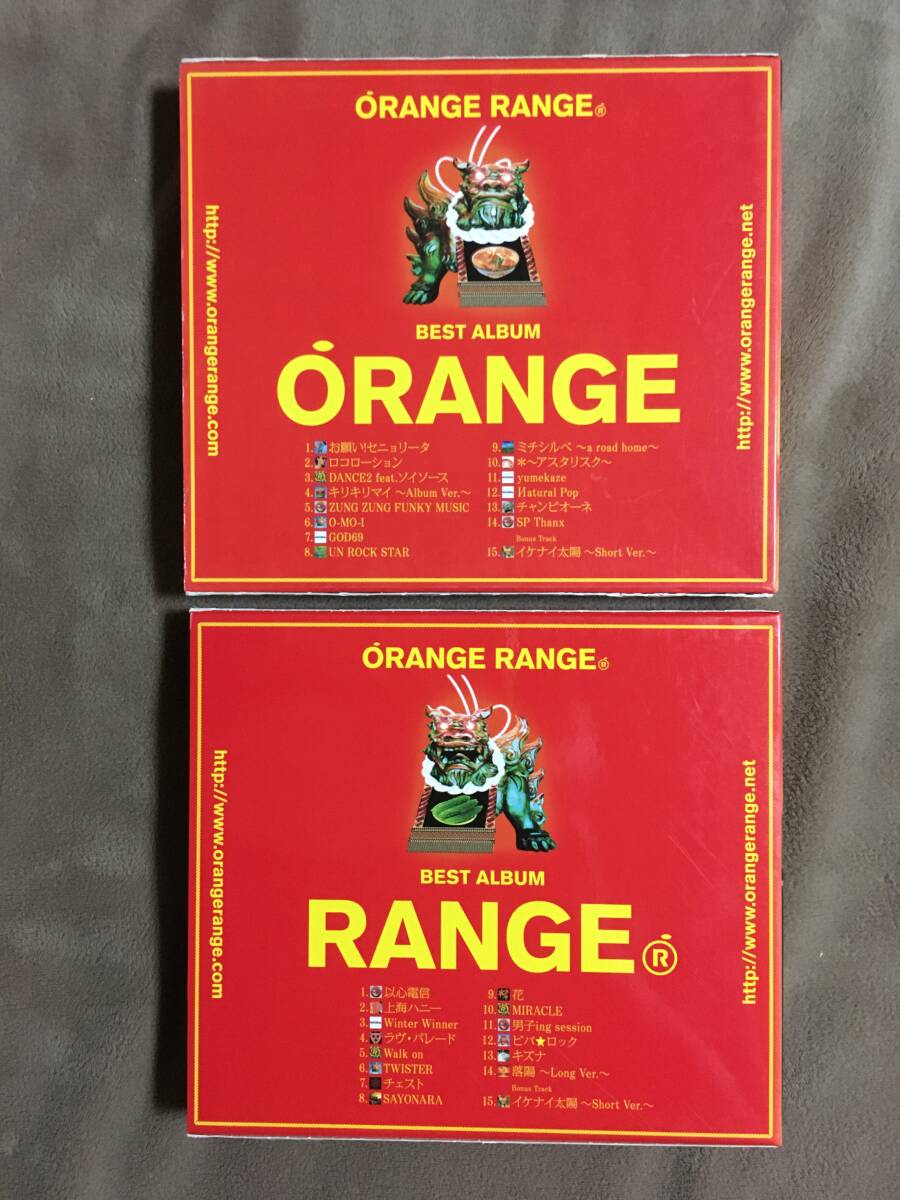 ÓRANGE RANGE®
http://www.orangerange.com
http://www.orangerange.net
BEST ALBUM
ÓRANGE
1. お願い!セニョリータ
2. ロコローション
3. DANCE2 feat.ソイソース
4. キリキリマイ ～Album Ver.～
5. ZUNG ZUNG FUNKY MUSIC
6. O-MO-I
7. GOD69
8. UN ROCK STAR
9. ミチシルベ ～a road home～
10. ＊～アスタリスク～
11. yumekaze
12. Иatural Pop
13. チャンピオーネ
14. SP Thanx
Bonus Track
15. イケナイ太陽 ～Short Ver.～
ÓRANGE RANGE®
http://www.orangerange.com
http://www.orangerange.net
BEST ALBUM
RANGE®
1. 以心電信
2. 上海ハニー
3. Winter Winner
4. ラヴ・パレード
5. Walk on
6. TWISTER
7. チェスト
8. SAYONARA
9. 花
10. MIRACLE
11. 男子ing session
12. ビバ★ロック
13. キズナ
14. 落陽 ～Long Ver.～
Bonus Track
15. イケナイ太陽 ～Short Ver.～